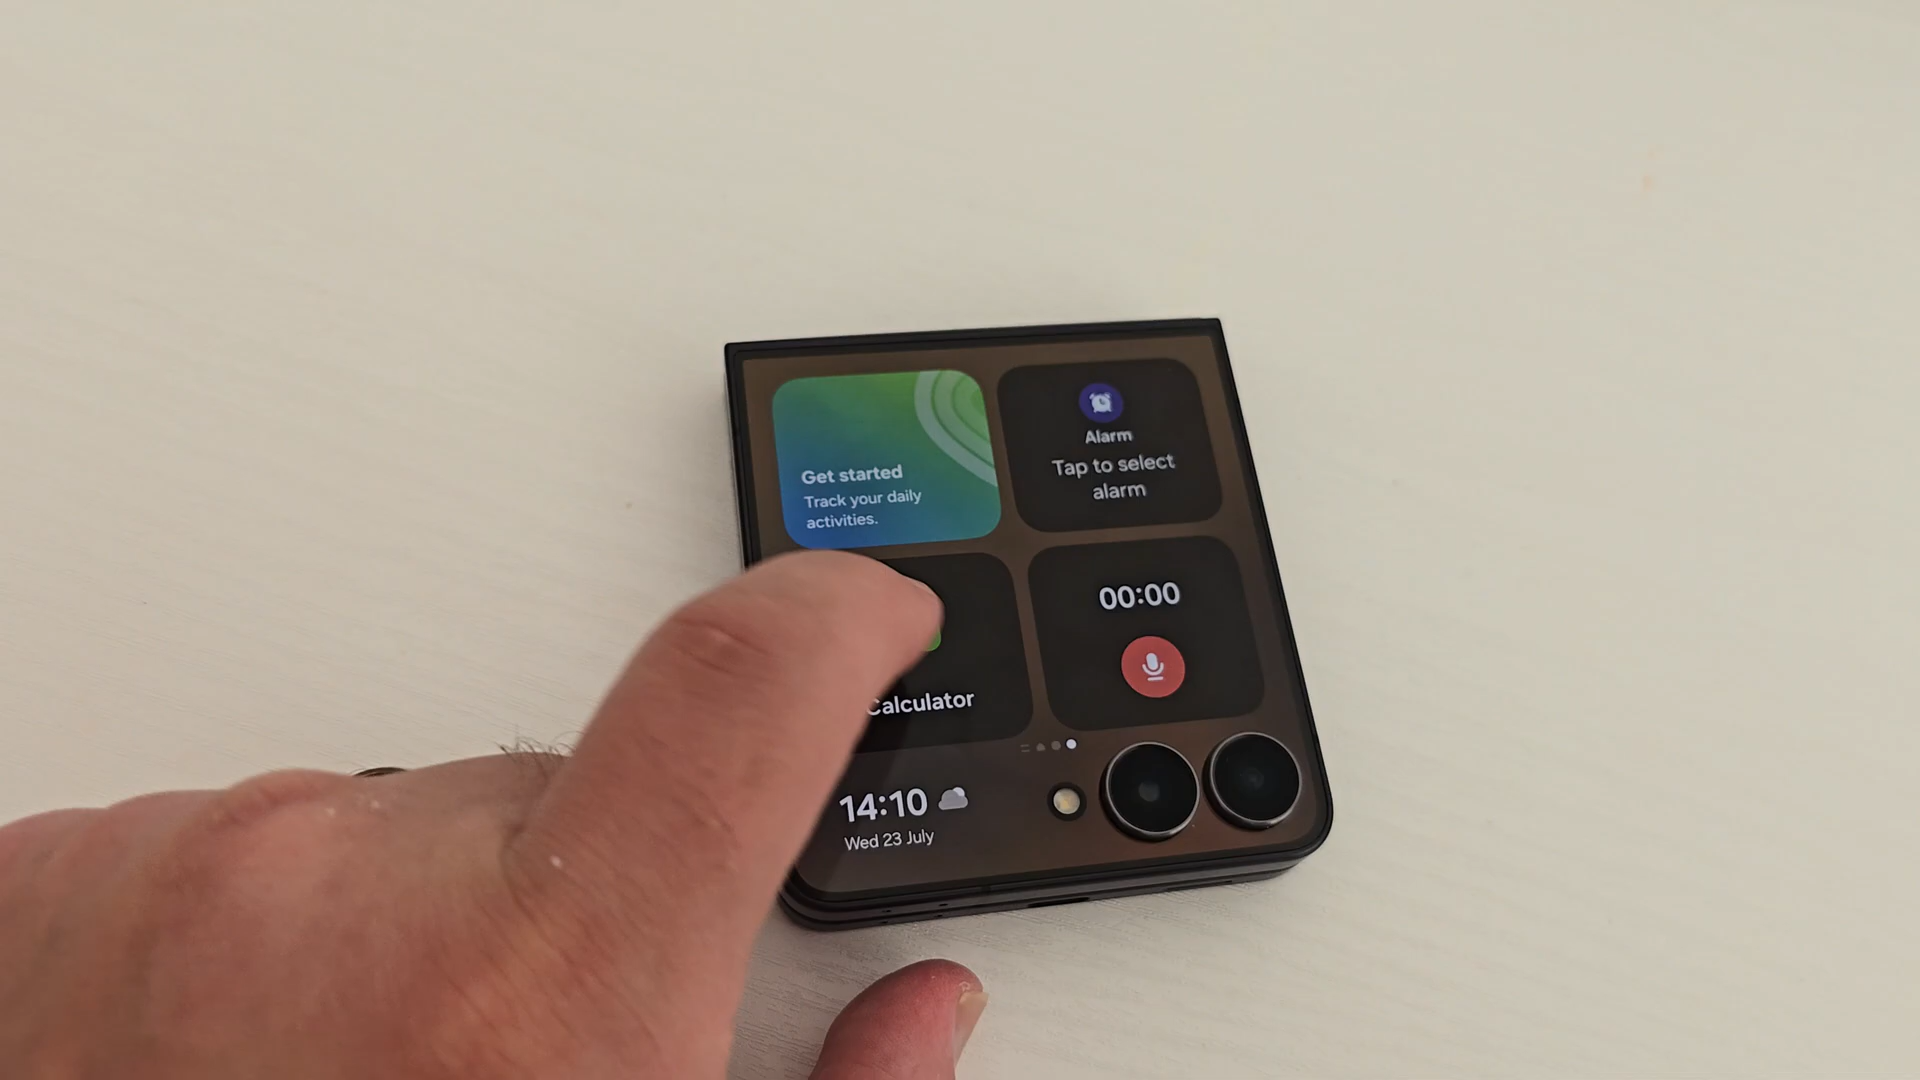 Get started
Track your daily
activities.
Alarm
Tap to select
alarm
Calculator
00:00
14:10
Wed 23 July